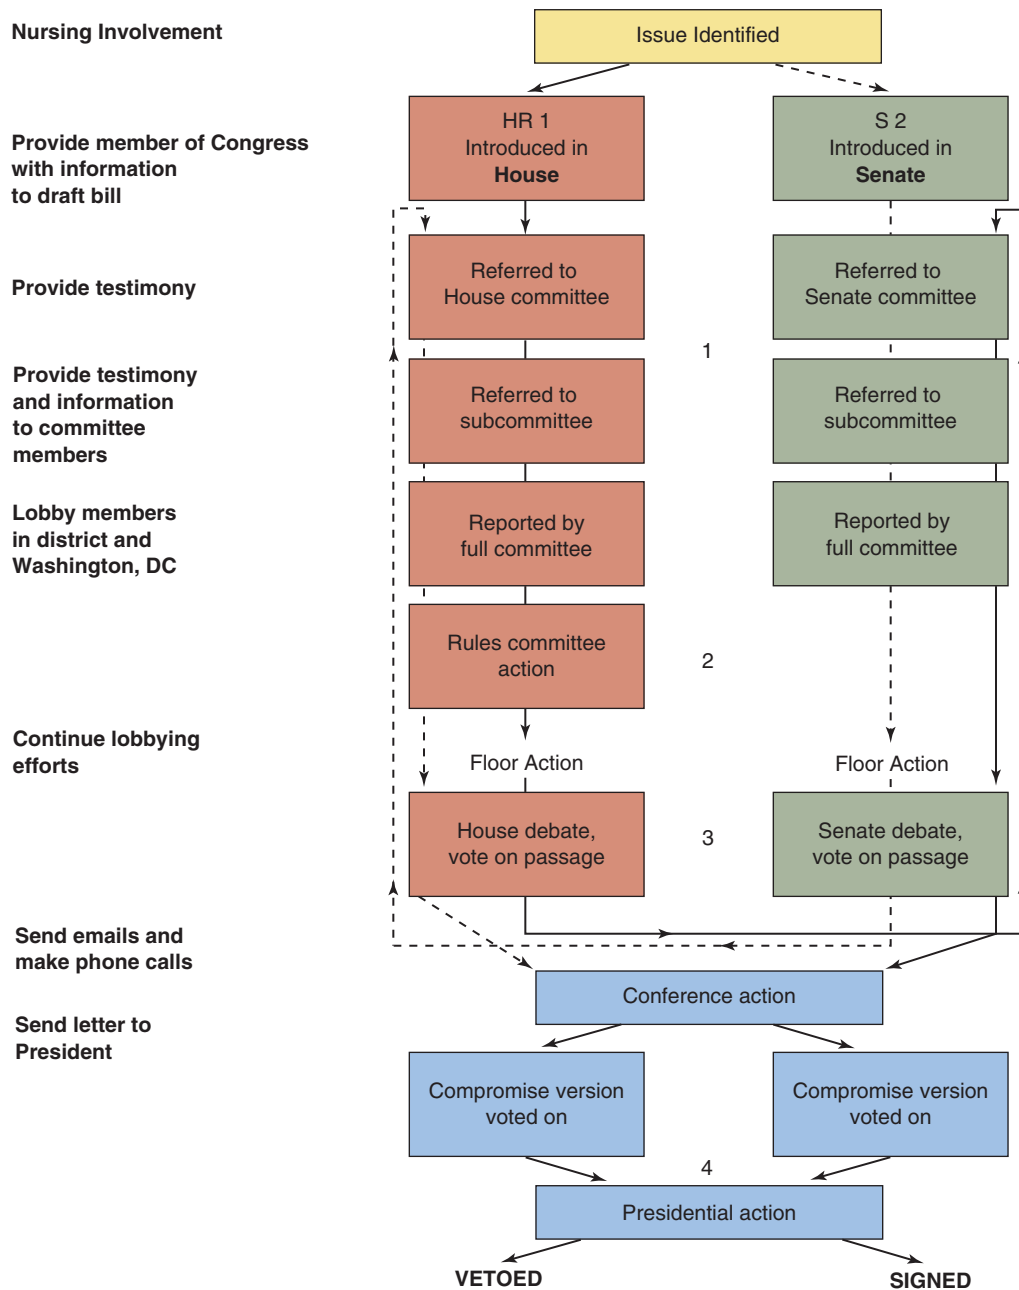 Nursing Involvement
Issue Identified
Provide member of Congress
with information
to draft bill
HR 1
Introduced in
House
S 2
Introduced in
Senate
Provide testimony
Referred to
House committee
Referred to
Senate committee
1
Provide testimony
and information
to committee
members
Referred to
subcommittee
Referred to
subcommittee
Lobby members
in district and
Washington, DC
Reported by
full committee
Reported by
full committee
Rules committee
action
2
Continue lobbying
efforts
Floor Action
Floor Action
House debate,
vote on passage
3
Senate debate,
vote on passage
Send emails and
make phone calls
Conference action
Send letter to
President
Compromise version
voted on
Compromise version
voted on
4
Presidential action
VETOED
SIGNED